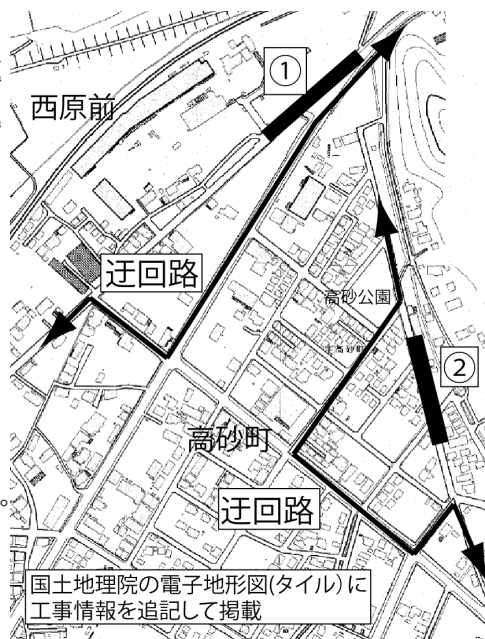 ①
西原前
迂回路
高砂公園
②
高砂町
迂回路
。
国土地理院の電子地形図(タイル)に
工事情報を追記して掲載